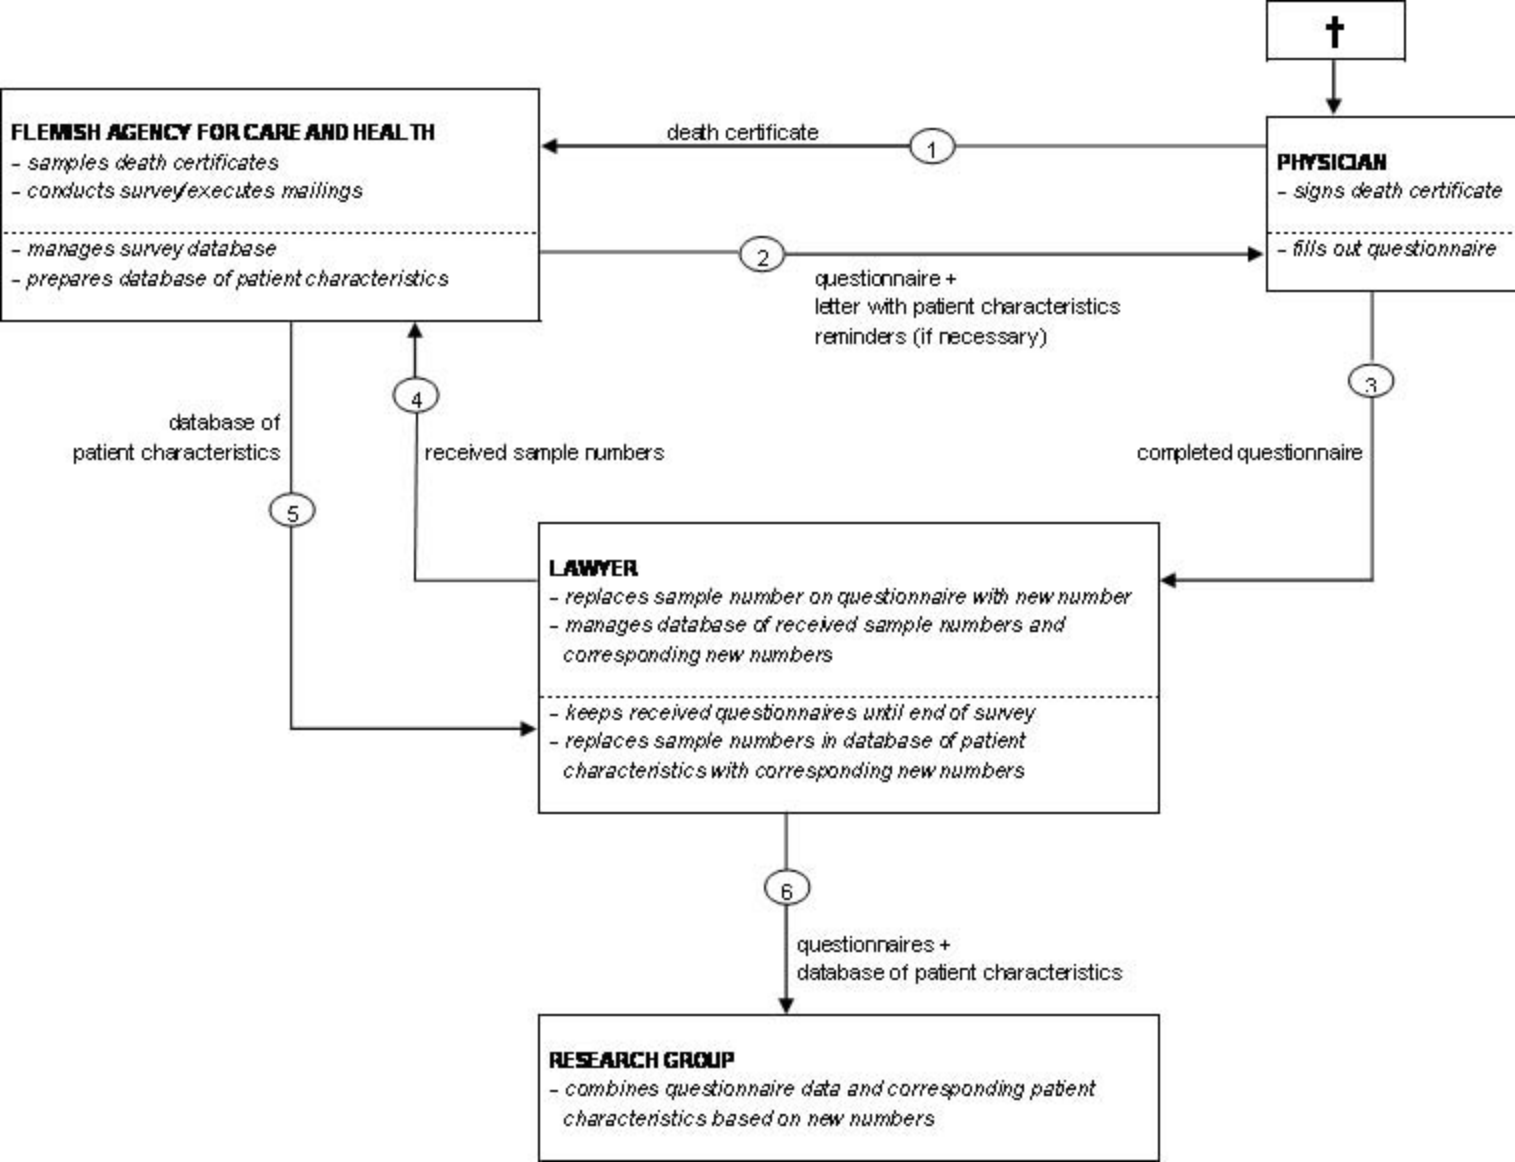 †
FLEMISH AGENCY FOR CARE AND HEALTH
– samples death certificates
– conducts survey/executes mailings
– manages survey database
– prepares database of patient characteristics
death certificate
1
PHYSICIAN
– signs death certificate
– fills out questionnaire
2
questionnaire +
letter with patient characteristics
reminders (if necessary)
3
completed questionnaire
4
received sample numbers
database of
patient characteristics
5
LAWYER
– replaces sample number on questionnaire with new number
– manages database of received sample numbers and
corresponding new numbers
– keeps received questionnaires until end of survey
– replaces sample numbers in database of patient
characteristics with corresponding new numbers
6
questionnaires +
database of patient characteristics
RESEARCH GROUP
– combines questionnaire data and corresponding patient
characteristics based on new numbers